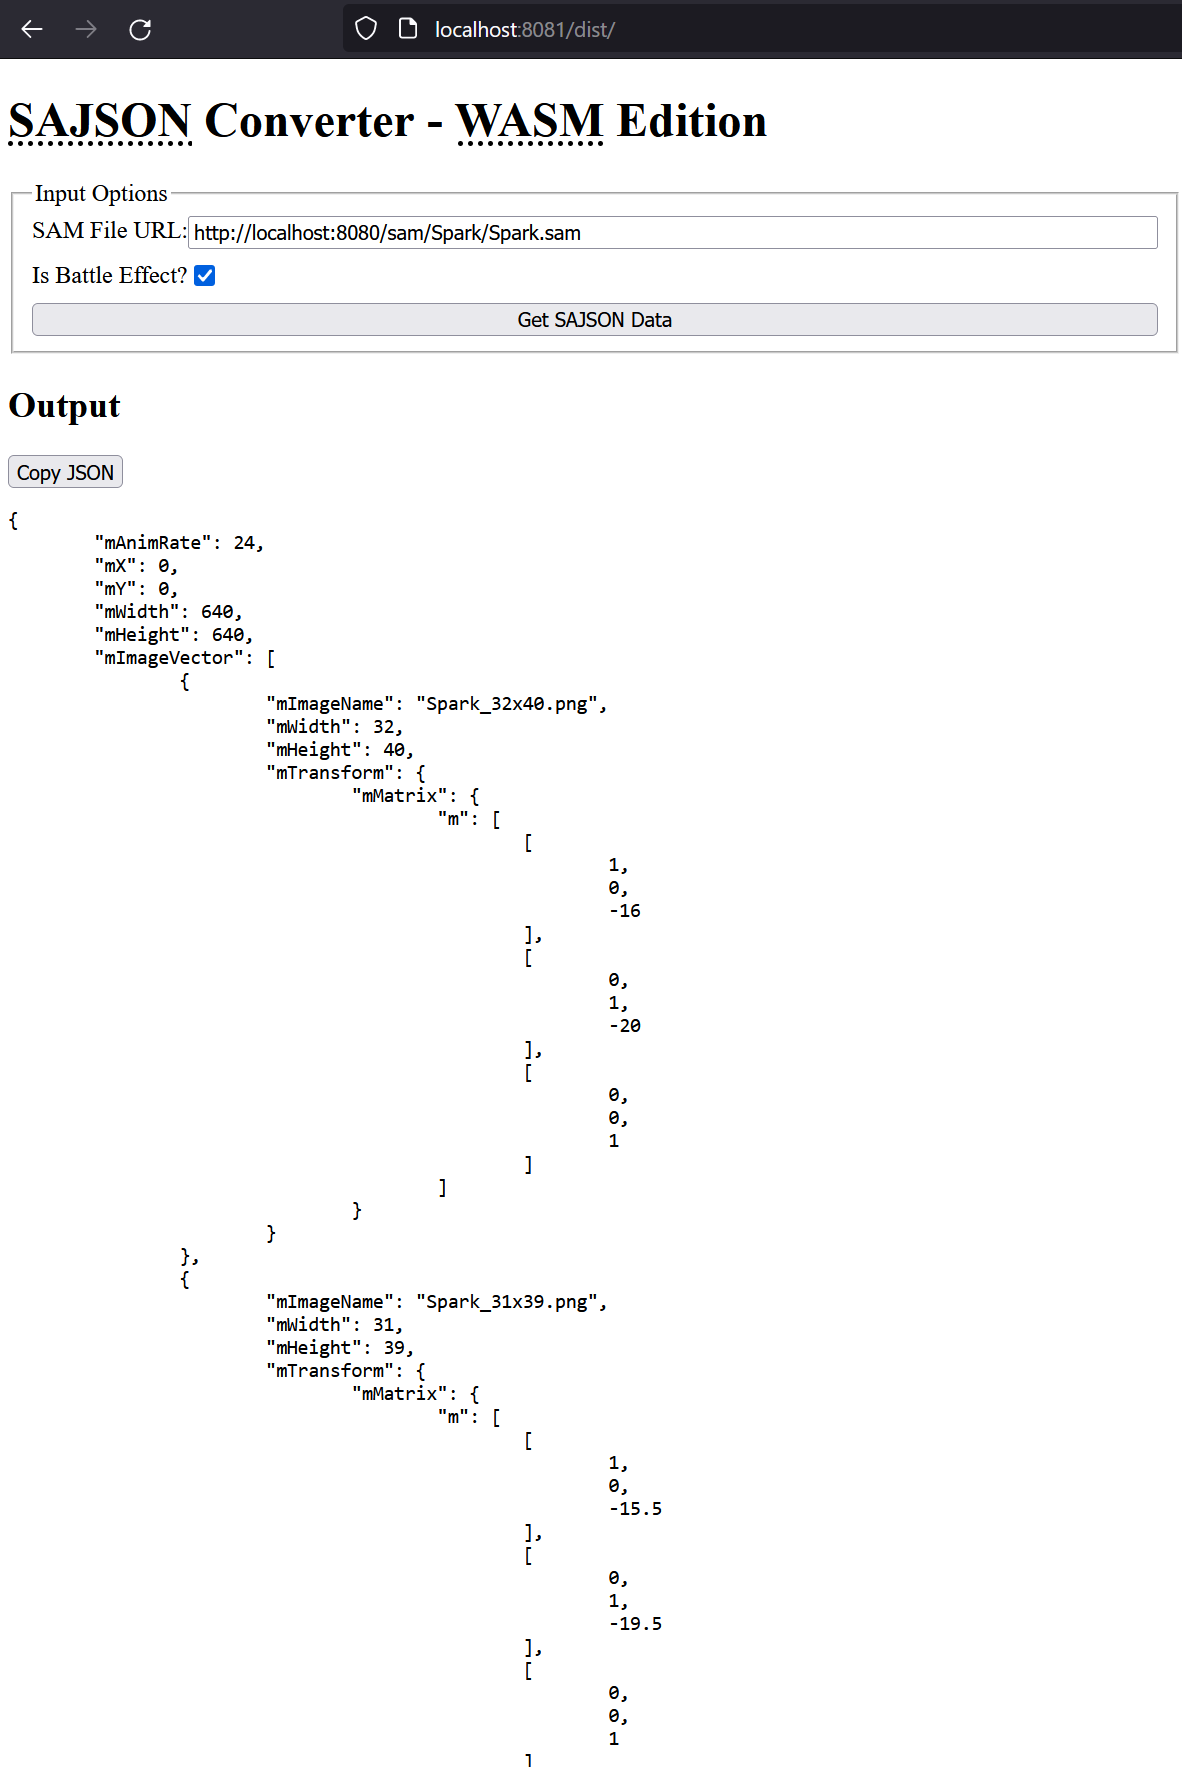 localhost:8081/dist/
SAJSON Converter - WASM Edition
Input Options
SAM File URL: http://localhost:8080/sam/Spark/Spark.sam
Is Battle Effect?
Get SAJSON Data
Output
Copy JSON
{
"mAnimRate": 24,
"mX": 0,
"mY": 0,
"mWidth": 640,
"mHeight": 640,
"mImageVector": [
{
"mImageName": "Spark_32x40.png",
"mWidth": 32,
"mHeight": 40,
"mTransform": {
"mMatrix": {
"m": [
[
1,
0,
-16
],
[
0,
1,
-20
],
[
0,
0,
1
]
]
}
}
},
{
"mImageName": "Spark_31x39.png",
"mWidth": 31,
"mHeight": 39,
"mTransform": {
"mMatrix": {
"m": [
[
1,
0,
-15.5
],
[
0,
1,
-19.5
],
[
0,
0,
1
]